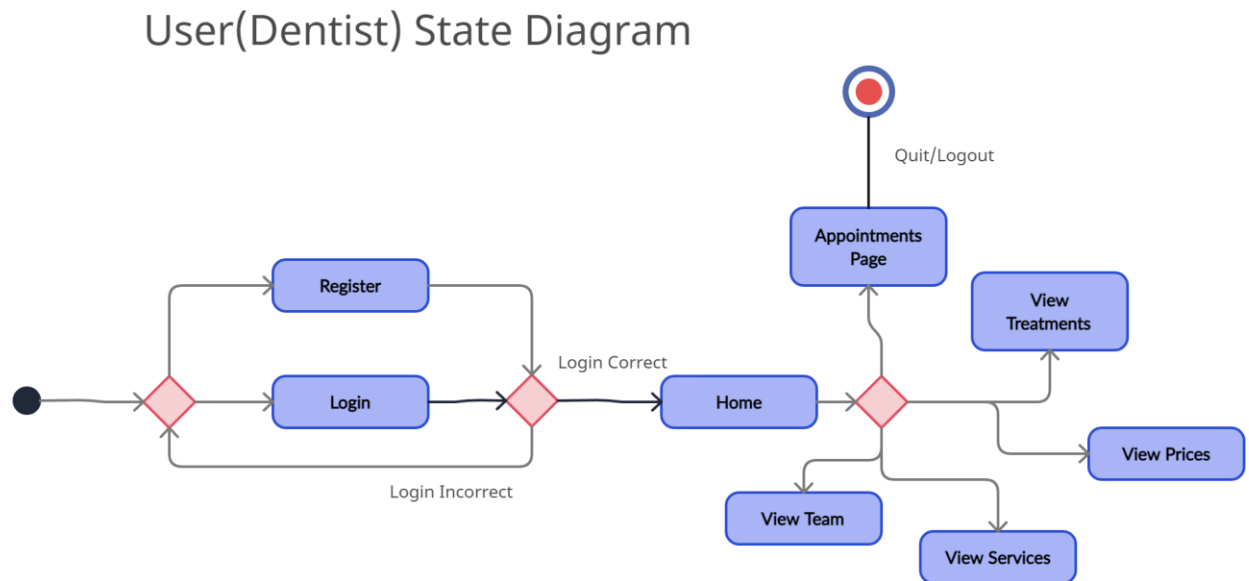 User(Dentist) State Diagram
Quit/Logout
Appointments
Page
Register
View
Treatments
Login Correct
Login
Home
View Prices
Login Incorrect
View Team
View Services